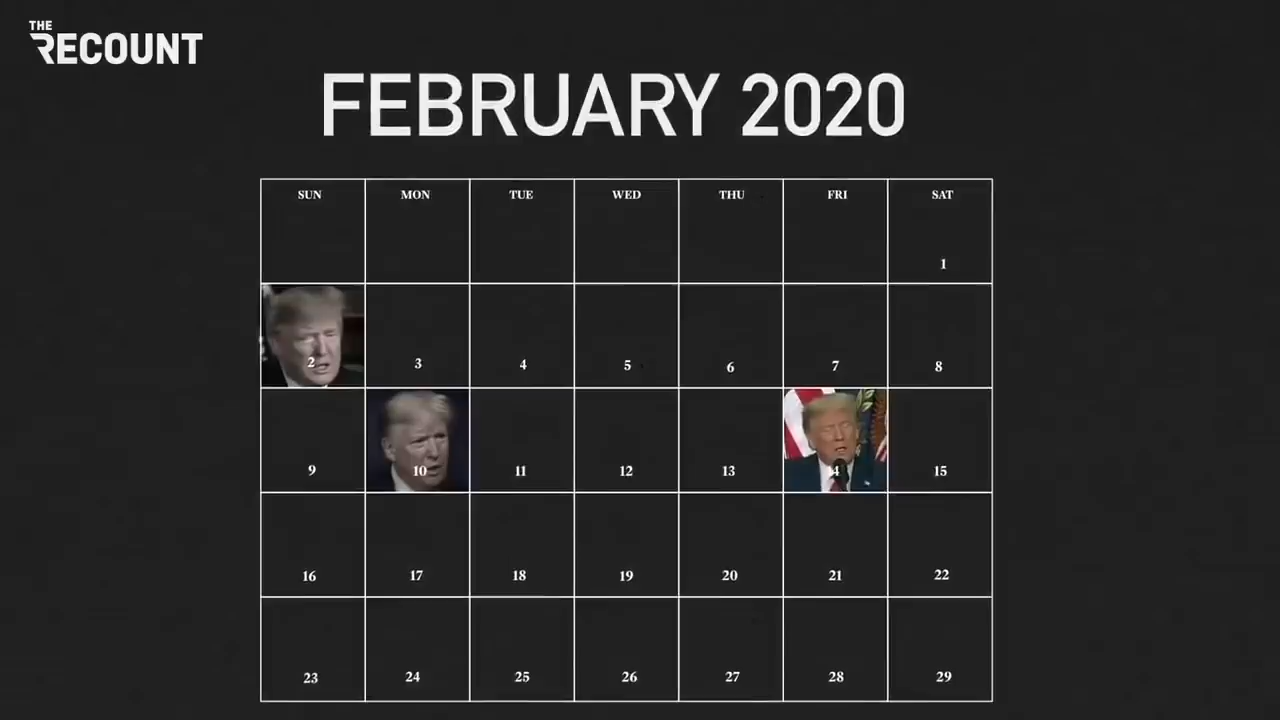 THE
RECOUNT
FEBRUARY 2020
SUN MON TUE WED THU FRI SAT
1
2 3 4 5 6 7 8
9 10 11 12 13 14 15
16 17 18 19 20 21 22
23 24 25 26 27 28 29